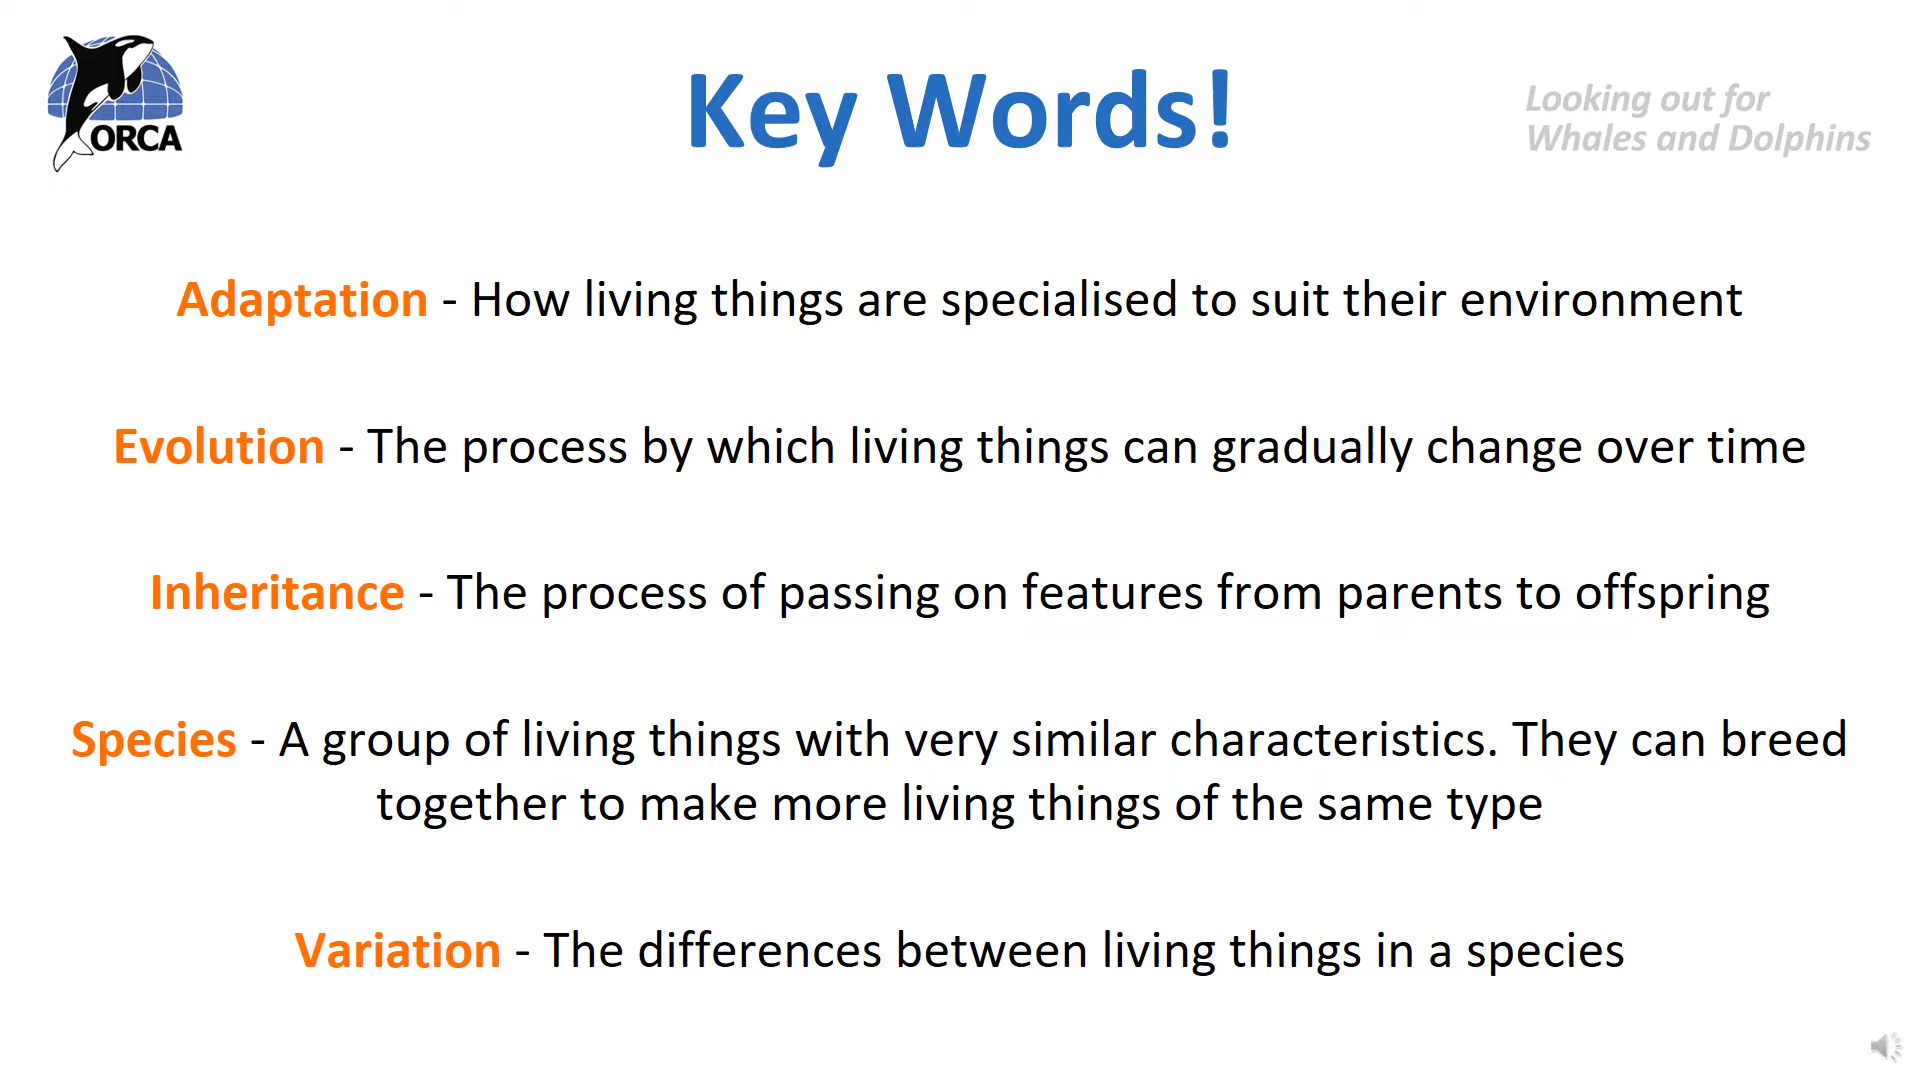 ORCA
Key Words!
Looking out for
Whales and Dolphins
Adaptation - How living things are specialised to suit their environment
Evolution - The process by which living things can gradually change over time
Inheritance - The process of passing on features from parents to offspring
Species - A group of living things with very similar characteristics. They can breed
together to make more living things of the same type
Variation - The differences between living things in a species